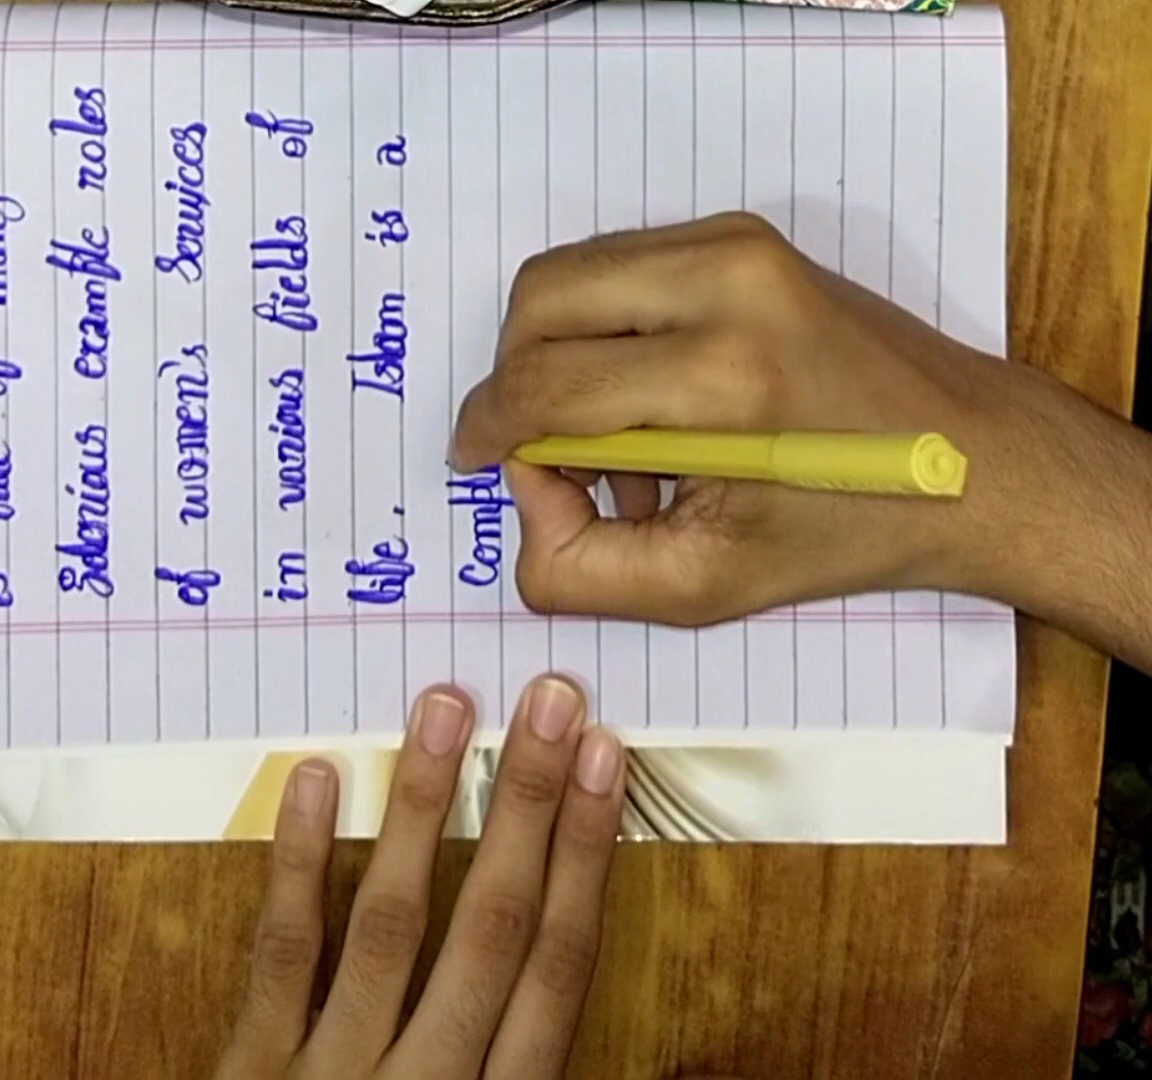 Glorious example roles
of women's Services
in various fields of
life. Islam is a
Compl